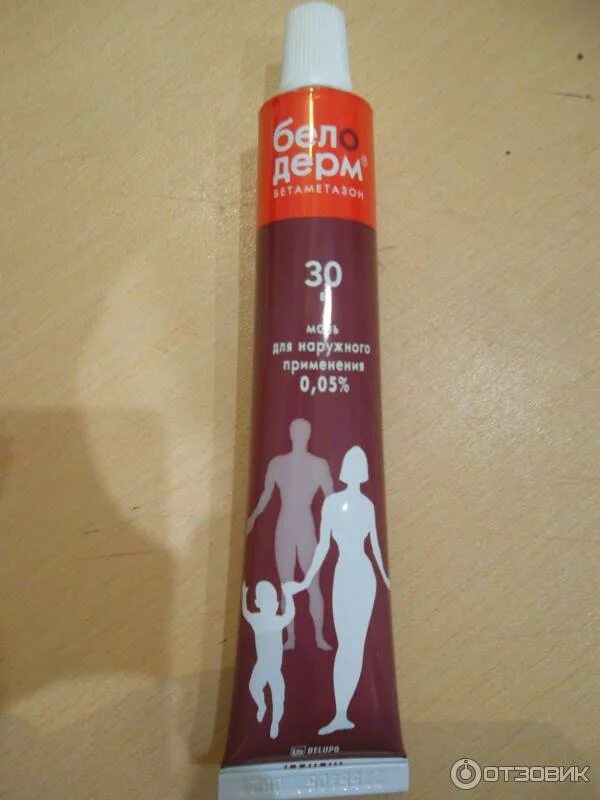 бело
дерм®
БЕТАМЕТАЗОН
30
г
мазь
для наружного
применения
0,05%
BELUPO
ОТЗОВИК